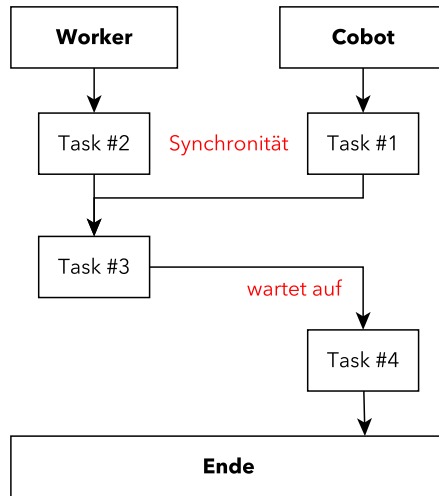 Worker
Cobot
Task #2
Synchronität
Task #1
Task #3
wartet auf
Task #4
Ende